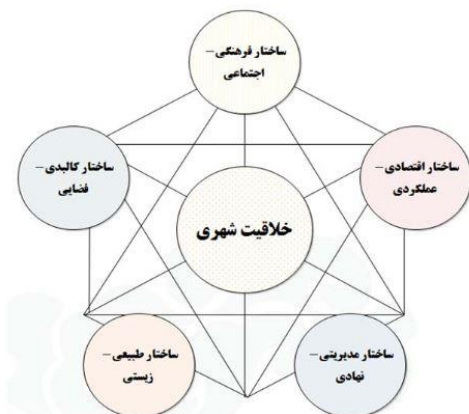 ساختار فرهنگی–
اجتماعی
ساختار اقتصادی–
عملکردی
ساختار کالبدی–
فضایی
خلاقیت شهری
ساختار مدیریتی–
نهادی
ساختار طبیعی–
زیستی